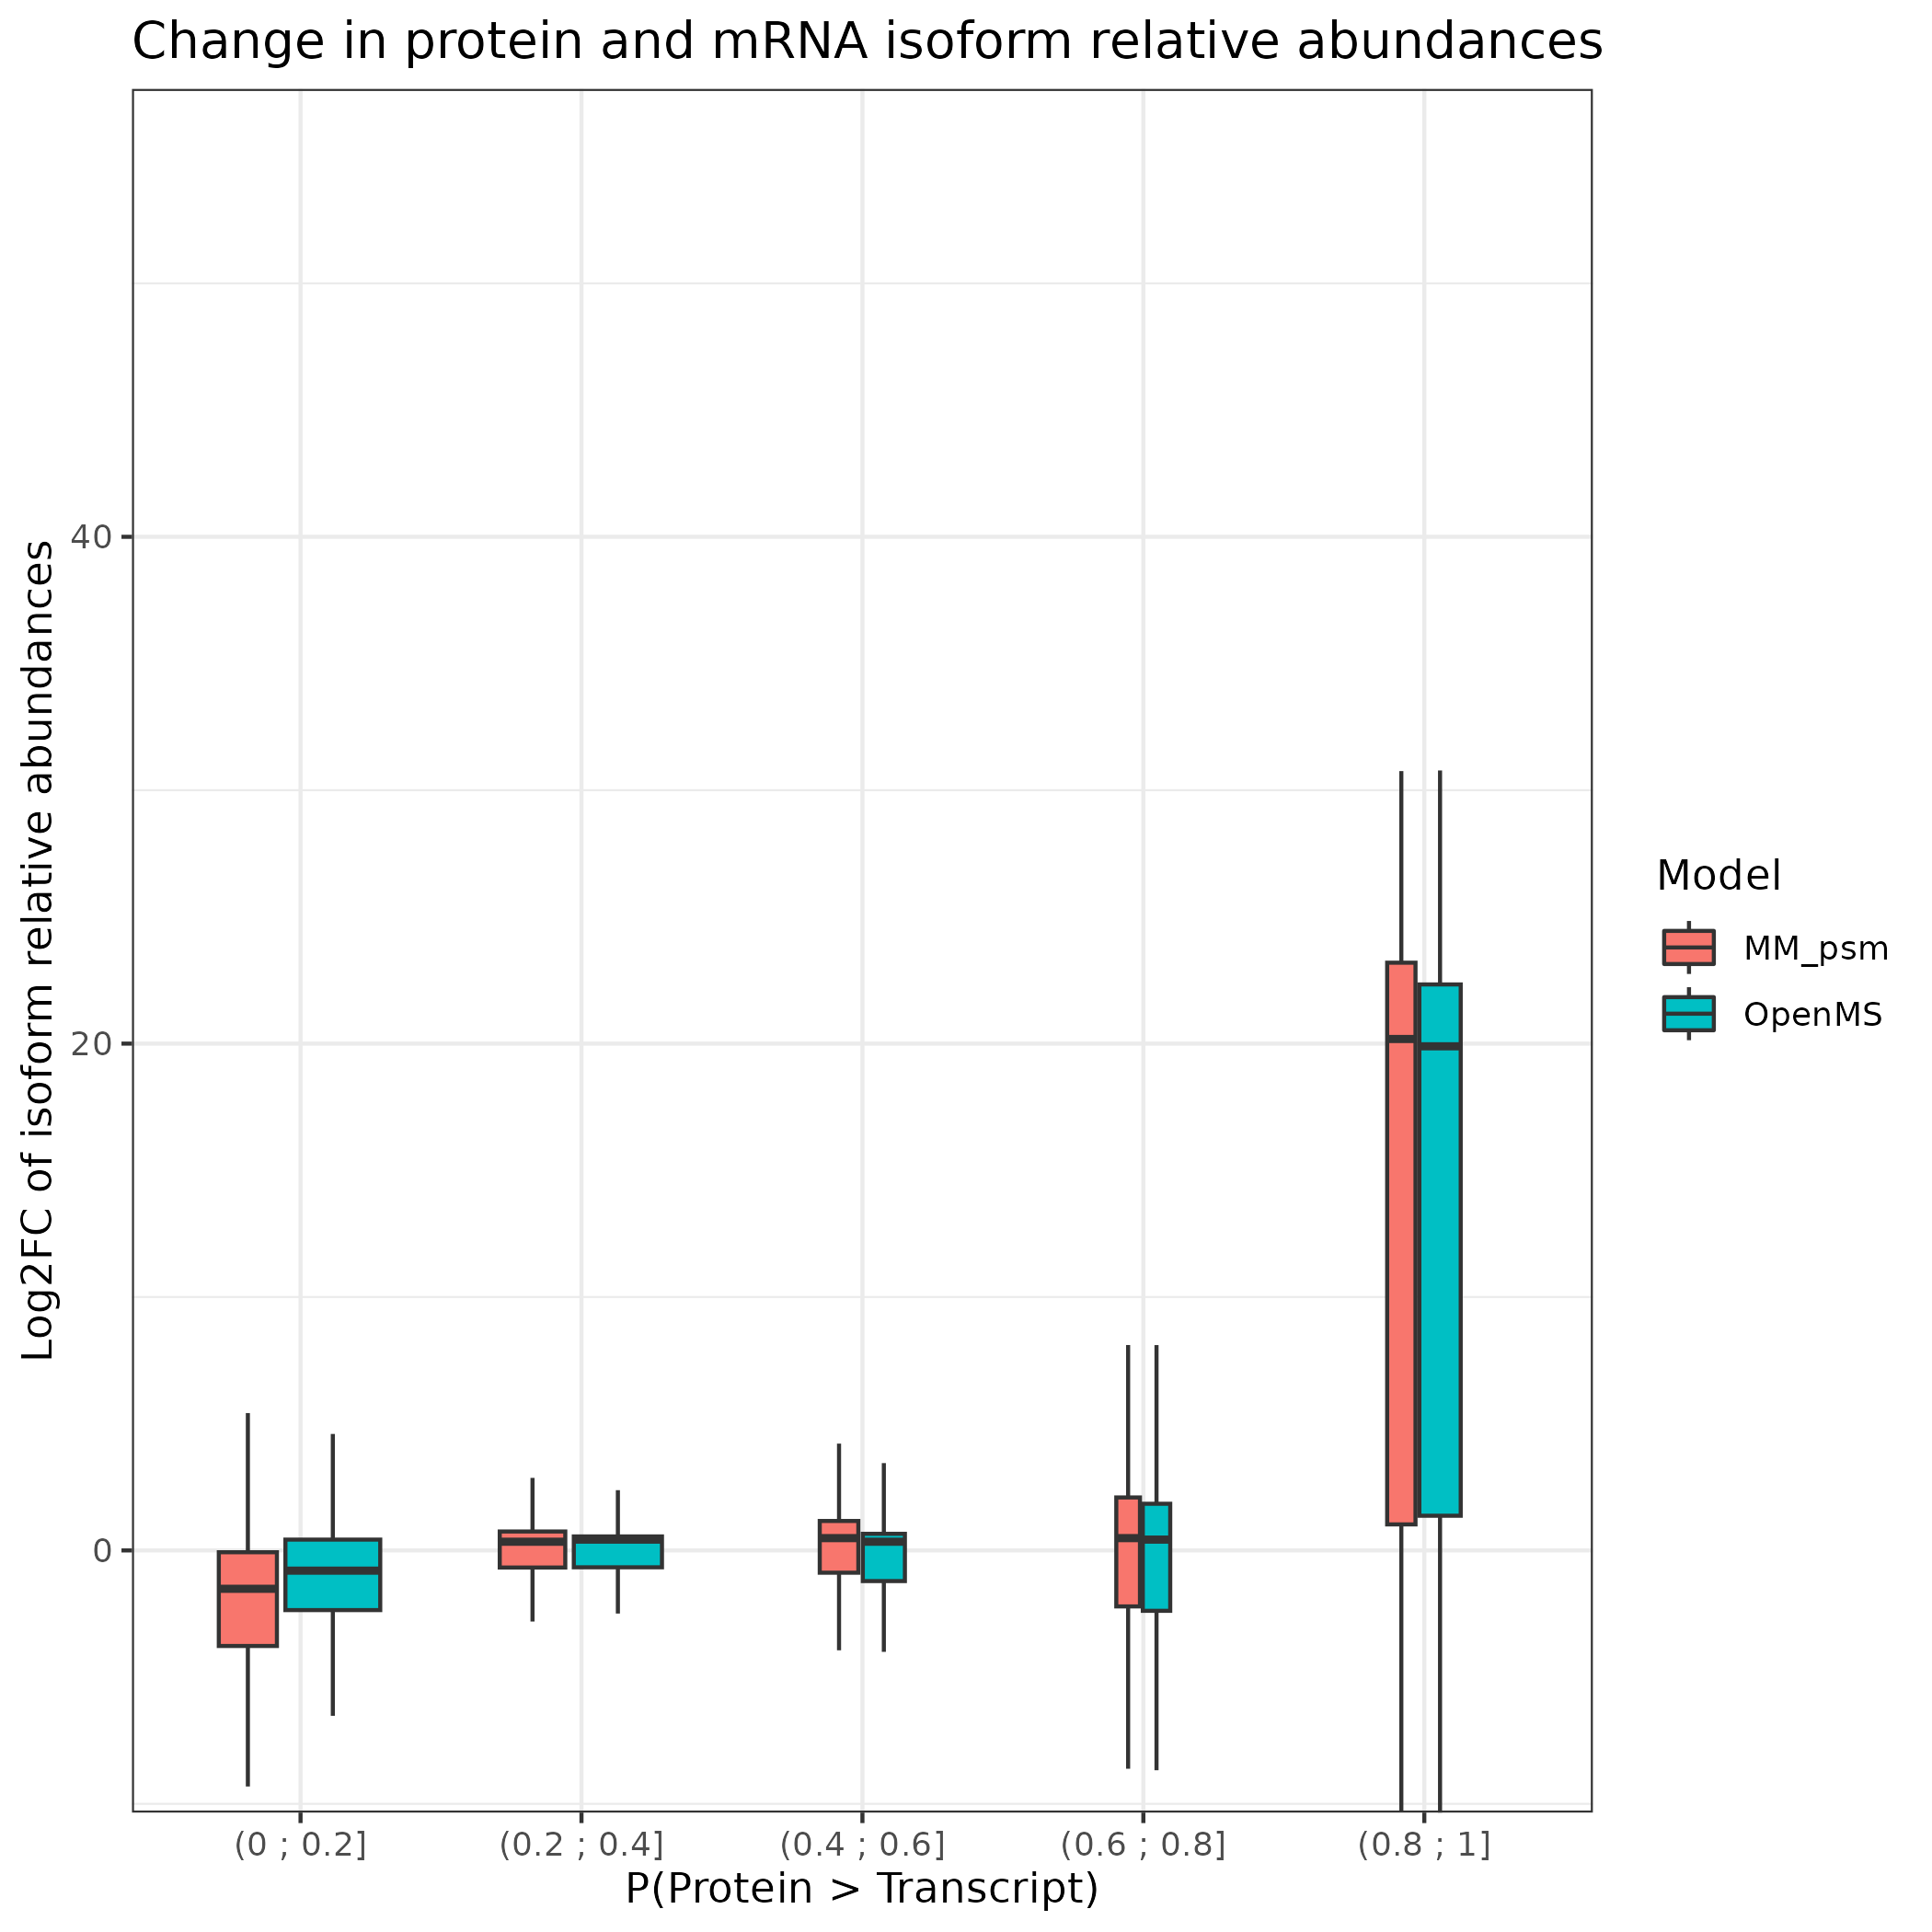 Change in protein and mRNA isoform relative abundances
Log2FC of isoform relative abundances
40
20
0
(0 ; 0.2]
(0.2 ; 0.4]
(0.4 ; 0.6]
(0.6 ; 0.8]
(0.8 ; 1]
P(Protein > Transcript)
Model
MM_psm
OpenMS